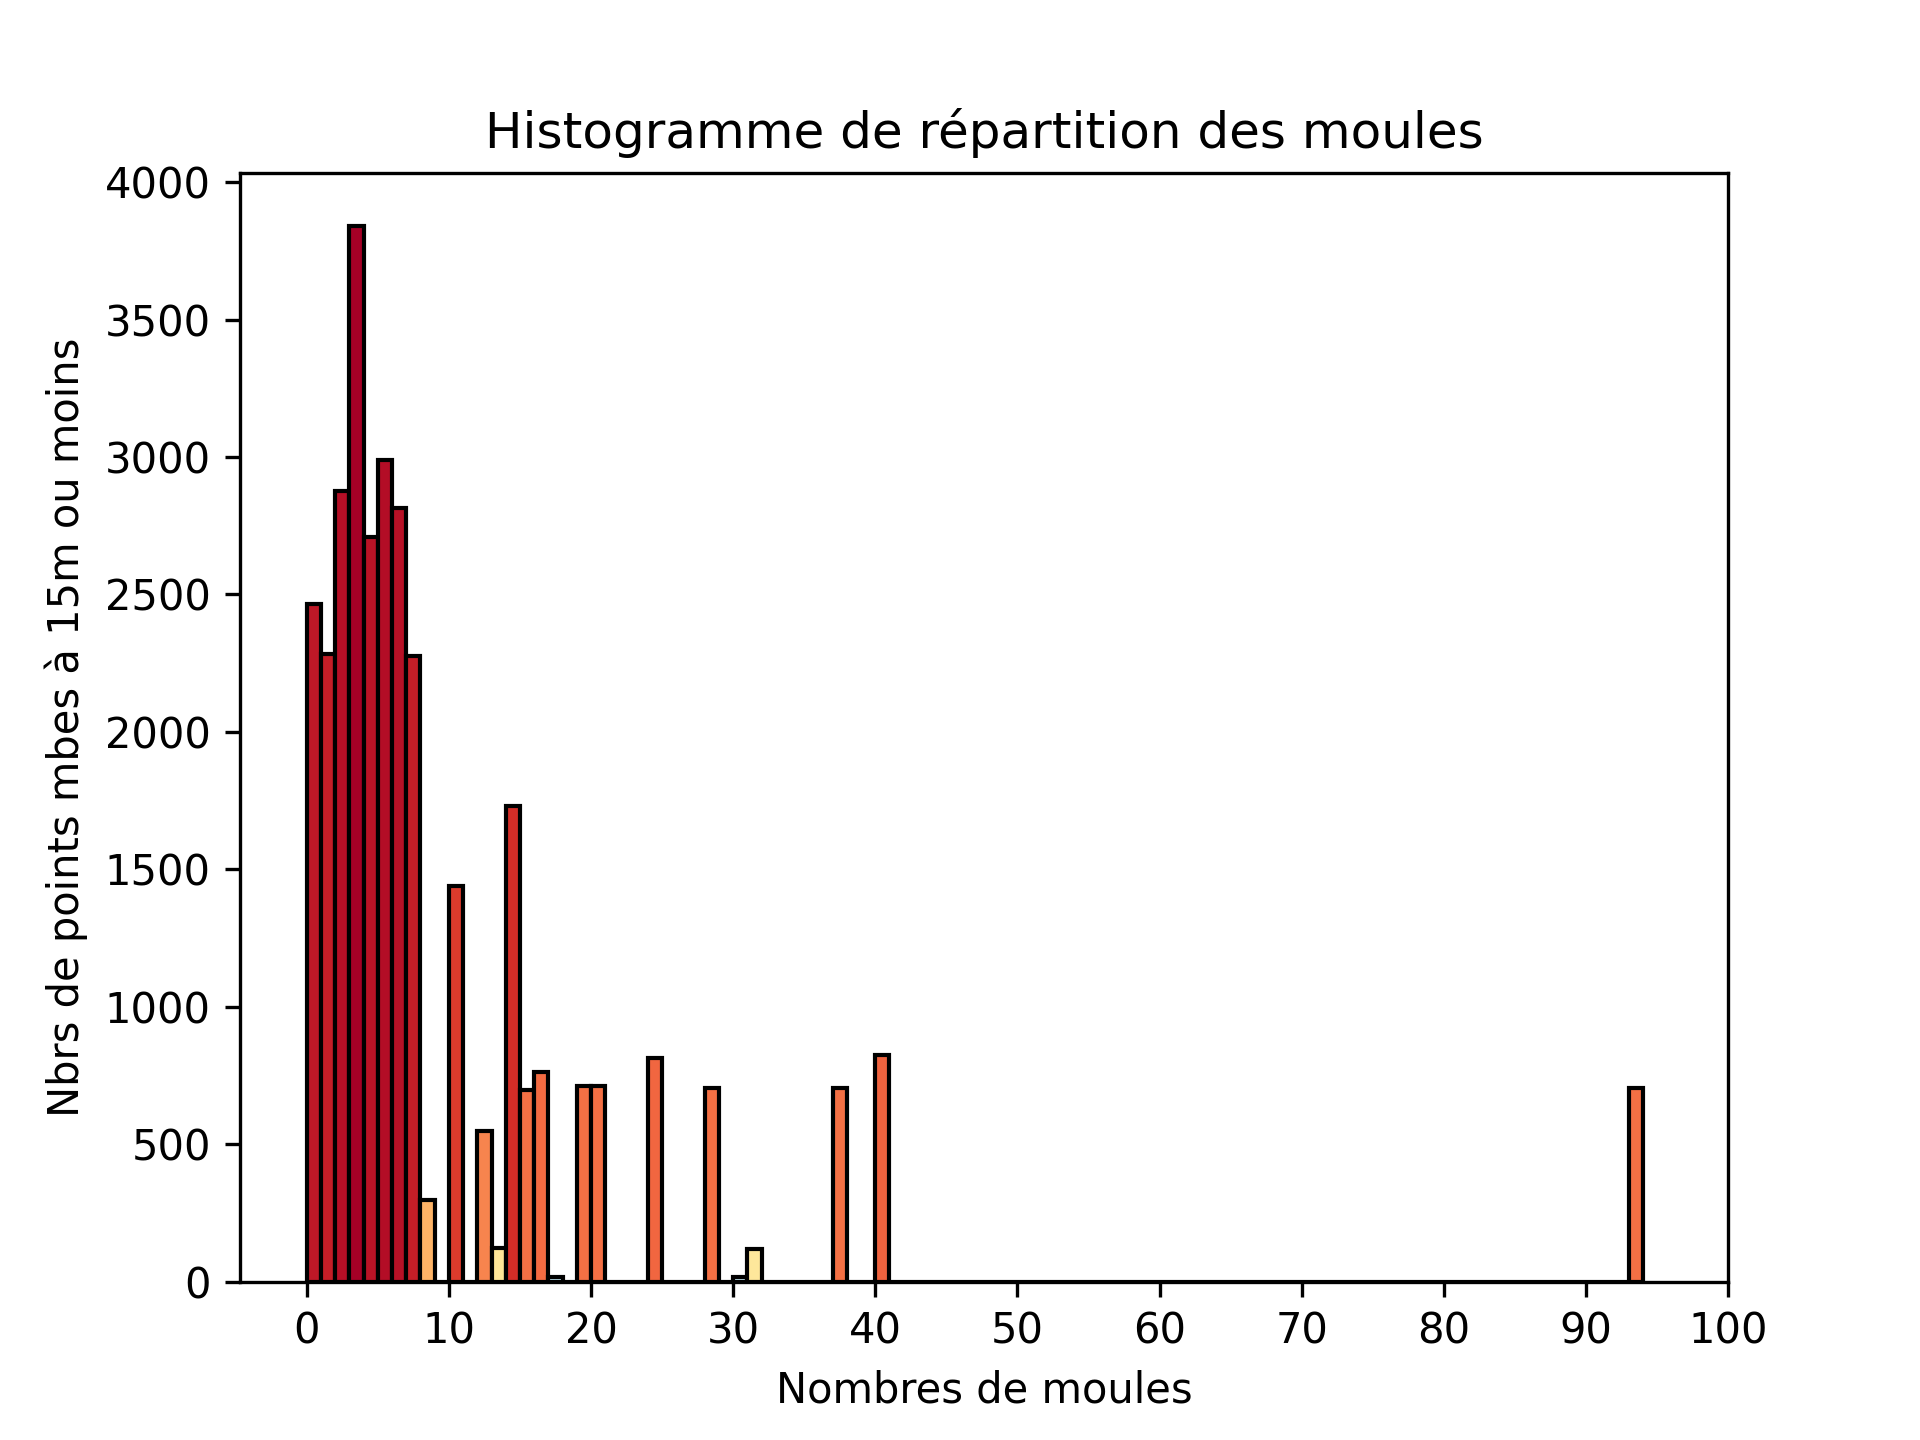 Histogramme de répartition des moules
4000
3500
3000
2500
2000
1500
1000
500
0
Nbrs de points mbes à 15m ou moins
0 10 20 30 40 50 60 70 80 90 100
Nombres de moules